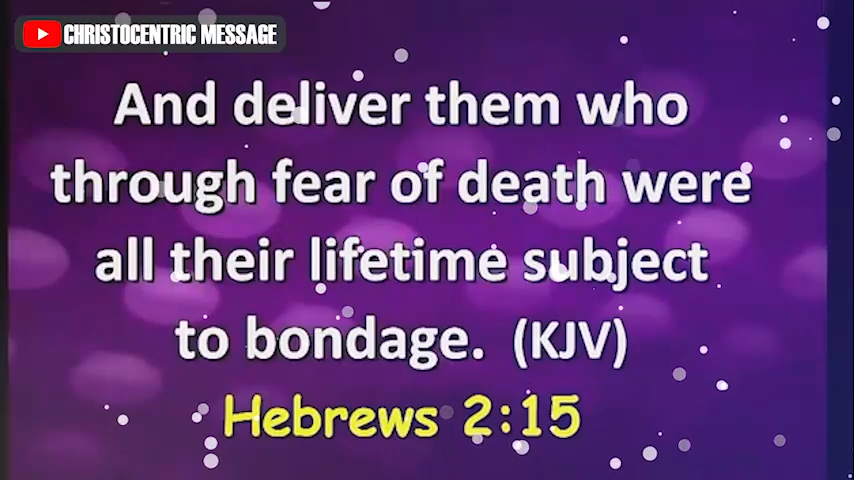 CHRISTOCENTRIC MESSAGE
And deliver them who
through fear of death were
all their lifetime subject
to bondage. (KJV)
Hebrews 2:15